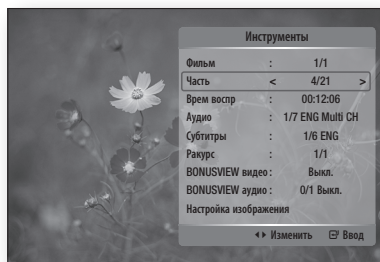 Инструменты
Фильм : 1/1
Часть < 4/21 >
Врем воспр : 00:12:06
Аудио : 1/7 ENG Multi CH
Субтитры : 1/6 ENG
Ракурс : 1/1
BONUSVIEW видео : Выкл.
BONUSVIEW аудио : 0/1 Выкл.
Настройка изображения
Изменить Ввод